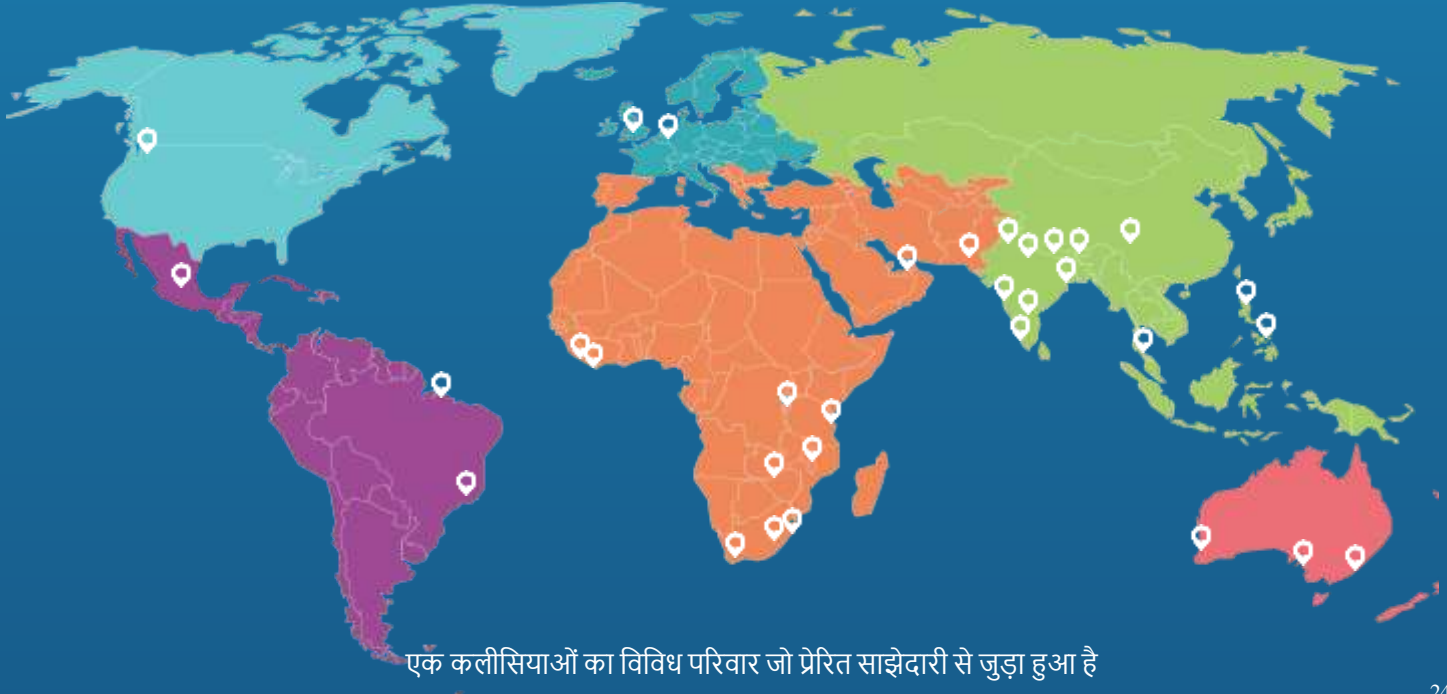 एक कलीसियाओं का विविध परिवार जो प्रेरित साझेदारी से जुड़ा हुआ है